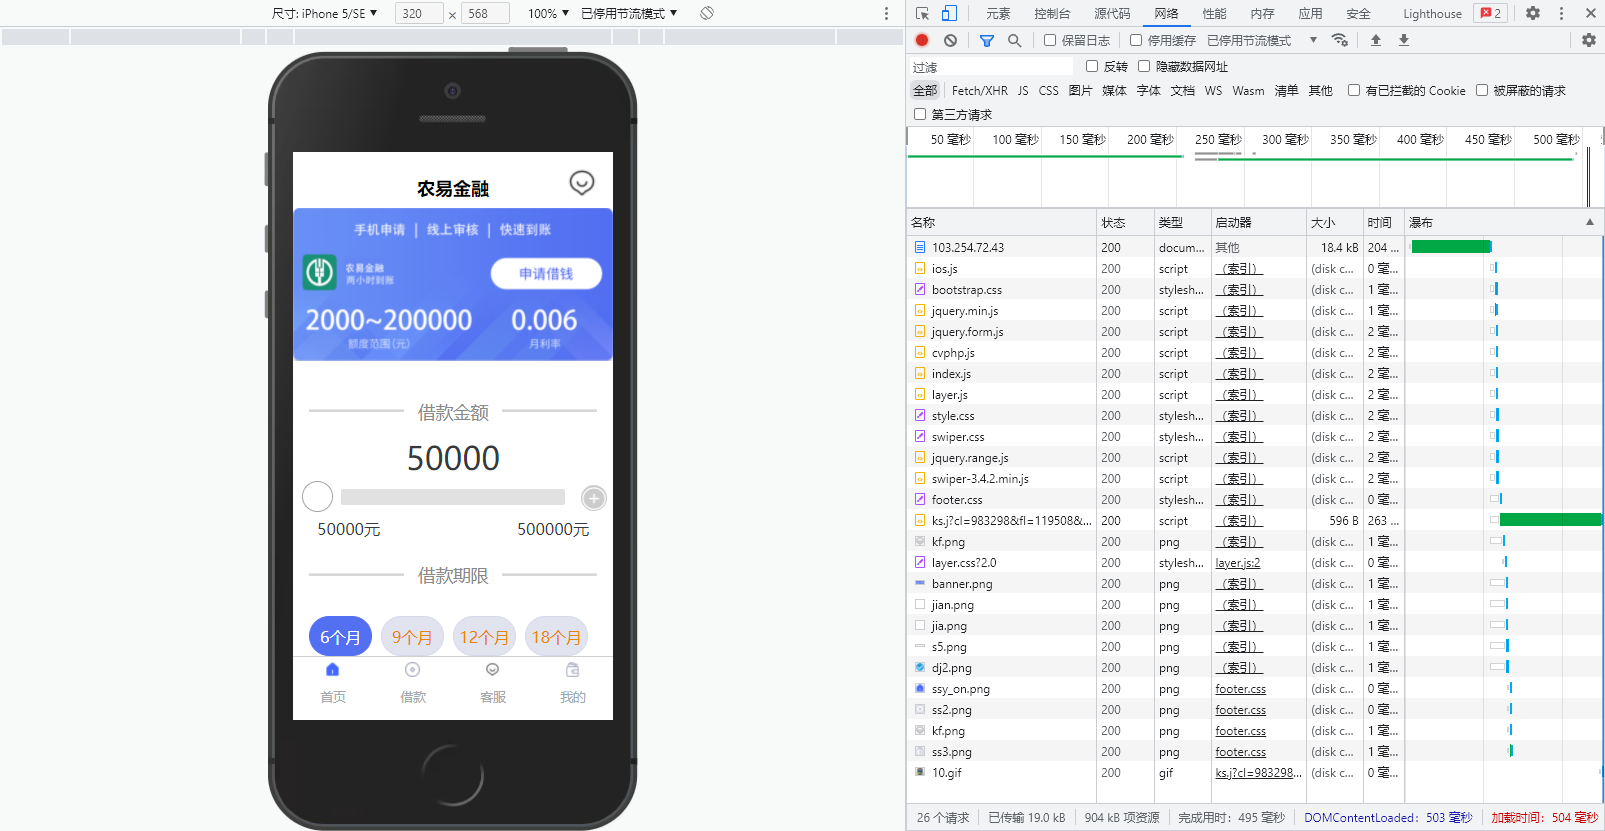 尺寸: iPhone 5/SE ▼ 320 × 568 100% ▼ 已停用节流模式 ▼
农易金融
手机申请 | 线上审核 | 快速到账
农易金融
两小时到账
申请借钱
2000~200000 0.006
额度范围(元) 月利率
借款金额
50000
50000元 500000元
借款期限
6个月 9个月 12个月 18个月
首页 借款 客服 我的
元素 控制台 源代码 网络 性能 内存 应用 安全 Lighthouse 2
保留日志 停用缓存 已停用节流模式 ▼
过滤 反转 隐藏数据网址
全部 Fetch/XHR JS CSS 图片 媒体 字体 文档 WS Wasm 清单 其他 有已拦截的 Cookie 被屏蔽的请求
第三方请求
50 毫秒 100 毫秒 150 毫秒 200 毫秒 250 毫秒 300 毫秒 350 毫秒 400 毫秒 450 毫秒 500 毫秒
名称 状态 类型 启动器 大小 时间 瀑布 ▲
103.254.72.43 200 docum... 其他 18.4 kB 204 ...
ios.js 200 script （索引） (disk c... 0 毫...
bootstrap.css 200 stylesh... （索引） (disk c... 1 毫...
jquery.min.js 200 script （索引） (disk c... 1 毫...
jquery.form.js 200 script （索引） (disk c... 2 毫...
cvphp.js 200 script （索引） (disk c... 2 毫...
index.js 200 script （索引） (disk c... 2 毫...
layer.js 200 script （索引） (disk c... 2 毫...
style.css 200 stylesh... （索引） (disk c... 2 毫...
swiper.css 200 stylesh... （索引） (disk c... 2 毫...
jquery.range.js 200 script （索引） (disk c... 2 毫...
swiper-3.4.2.min.js 200 script （索引） (disk c... 2 毫...
footer.css 200 stylesh... （索引） (disk c... 0 毫...
ks.j?cl=983298&fl=119508&... 200 script （索引） 596 B 263 ...
kf.png 200 png （索引） (disk c... 1 毫...
layer.css?2.0 200 stylesh... layer.js:2 (disk c... 0 毫...
banner.png 200 png （索引） (disk c... 1 毫...
jian.png 200 png （索引） (disk c... 1 毫...
jia.png 200 png （索引） (disk c... 1 毫...
s5.png 200 png （索引） (disk c... 1 毫...
dj2.png 200 png （索引） (disk c... 1 毫...
ssy_on.png 200 png footer.css (disk c... 0 毫...
ss2.png 200 png footer.css (disk c... 0 毫...
kf.png 200 png footer.css (disk c... 1 毫...
ss3.png 200 png footer.css (disk c... 1 毫...
10.gif 200 gif ks.j?cl=983298... (disk c... 0 毫...
26 个请求 已传输 19.0 kB 904 kB 项资源 完成用时：495 毫秒 DOMContentLoaded：503 毫秒 加载时间：504 毫秒